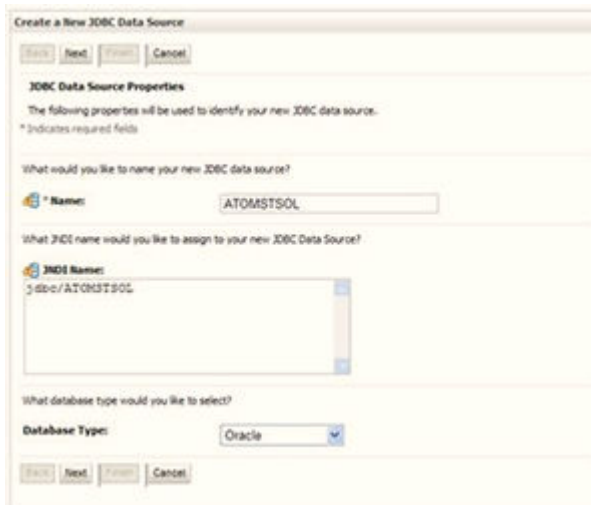 Create a New JDBC Data Source
Back Next Finish Cancel
JDBC Data Source Properties
The following properties will be used to identify your new JDBC data source.
* Indicates required fields
What would you like to name your new JDBC data source?
* Name: ATOMSTSOL
What JNDI name would you like to assign to your new JDBC Data Source?
JNDI Name:
jdbc/ATOMSTSOL
What database type would you like to select?
Database Type: Oracle
Back Next Finish Cancel